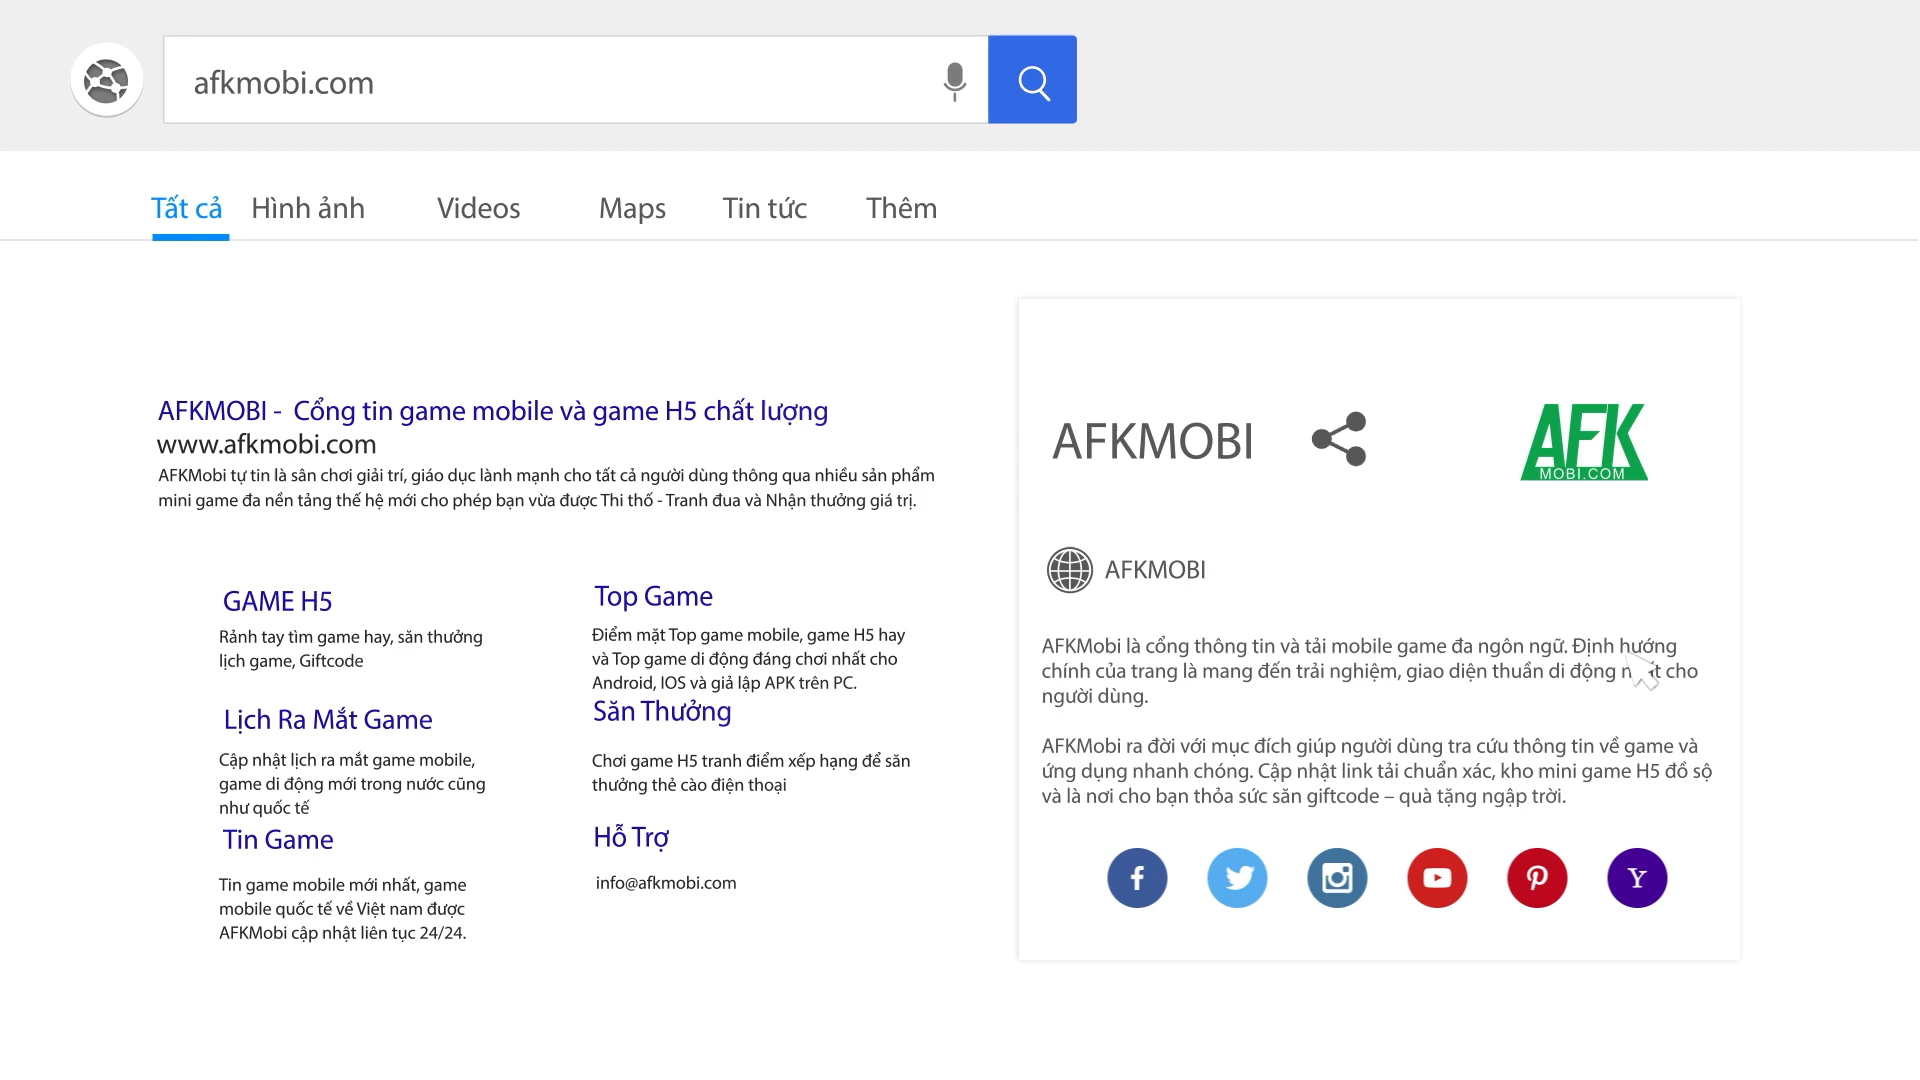 afkmobi.com
Tất cả
Hình ảnh
Videos
Maps
Tin tức
Thêm
AFKMOBI - Cổng tin game mobile và game H5 chất lượng
www.afkmobi.com
AFKMobi tự tin là sân chơi giải trí, giáo dục lành mạnh cho tất cả người dùng thông qua nhiều sản phẩm
mini game đa nền tảng thế hệ mới cho phép bạn vừa được Thi thố - Tranh đua và Nhận thưởng giá trị.
GAME H5
Rảnh tay tìm game hay, săn thưởng
lịch game, Giftcode
Lịch Ra Mắt Game
Cập nhật lịch ra mắt game mobile,
game di động mới trong nước cũng
như quốc tế
Tin Game
Tin game mobile mới nhất, game
mobile quốc tế về Việt nam được
AFKMobi cập nhật liên tục 24/24.
Top Game
Điểm mặt Top game mobile, game H5 hay
và Top game di động đáng chơi nhất cho
Android, IOS và giả lập APK trên PC.
Săn Thưởng
Chơi game H5 tranh điểm xếp hạng để săn
thưởng thẻ cào điện thoại
Hỗ Trợ
info@afkmobi.com
AFKMOBI
AFK
MOBI.COM
AFKMOBI
AFKMobi là cổng thông tin và tải mobile game đa ngôn ngữ. Định hướng
chính của trang là mang đến trải nghiệm, giao diện thuần di động nhất cho
người dùng.
AFKMobi ra đời với mục đích giúp người dùng tra cứu thông tin về game và
ứng dụng nhanh chóng. Cập nhật link tải chuẩn xác, kho mini game H5 đồ sộ
và là nơi cho bạn thỏa sức săn giftcode – quà tặng ngập trời.